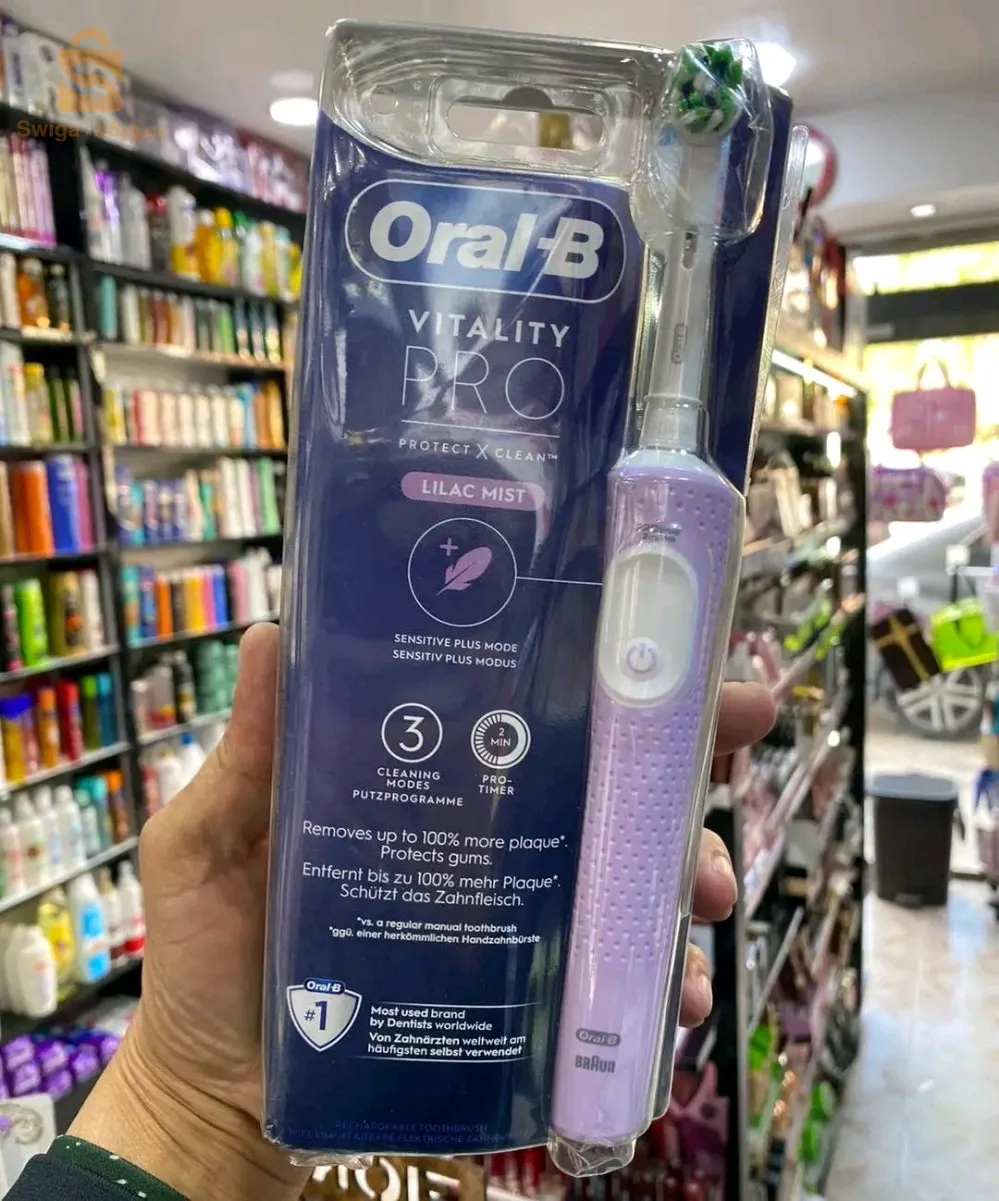 Oral-B
VITALITY
PRO
PROTECT X CLEAN™
LILAC MIST
SENSITIVE PLUS MODE
SENSITIV PLUS MODUS
3
CLEANING
MODES
PUTZPROGRAMME
2
MIN
PRO-
TIMER
Removes up to 100% more plaque*.
Protects gums.
Entfernt bis zu 100% mehr Plaque*.
Schützt das Zahnfleisch.
*vs. a regular manual toothbrush
*ggü. einer herkömmlichen Handzahnbürste
Oral-B
#1
Most used brand
by Dentists worldwide
Von Zahnärzten weltweit am
häufigsten selbst verwendet
RECHARGEABLE TOOTHBRUSH
Oral-B
Oral-B
BRAUN